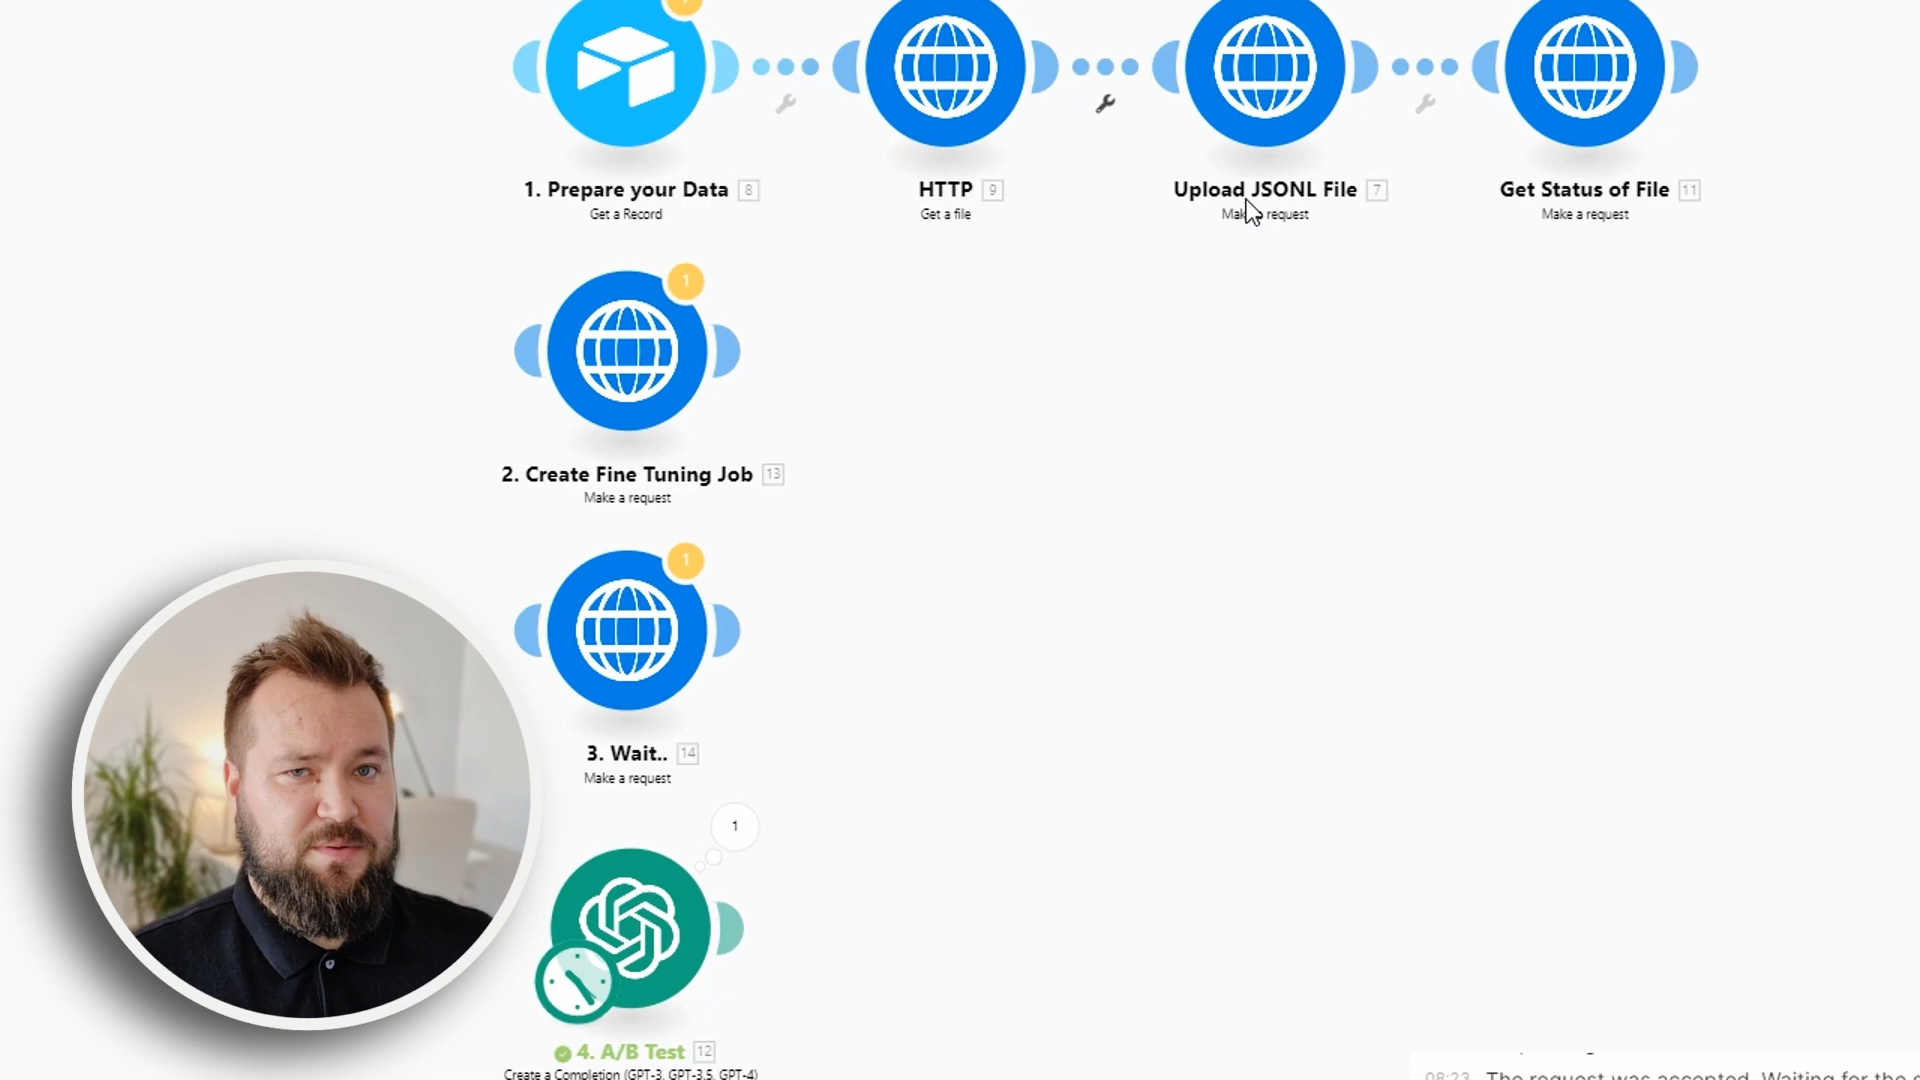 1. Prepare your Data 8
Get a Record
HTTP 9
Get a file
Upload JSONL File 7
Make a request
Get Status of File 11
Make a request
1
2. Create Fine Tuning Job 13
Make a request
1
3. Wait.. 14
Make a request
1
4. A/B Test 12
Create a Completion (GPT-3, GPT-3.5, GPT-4)
08:23 The request was accepted. Waiting for the